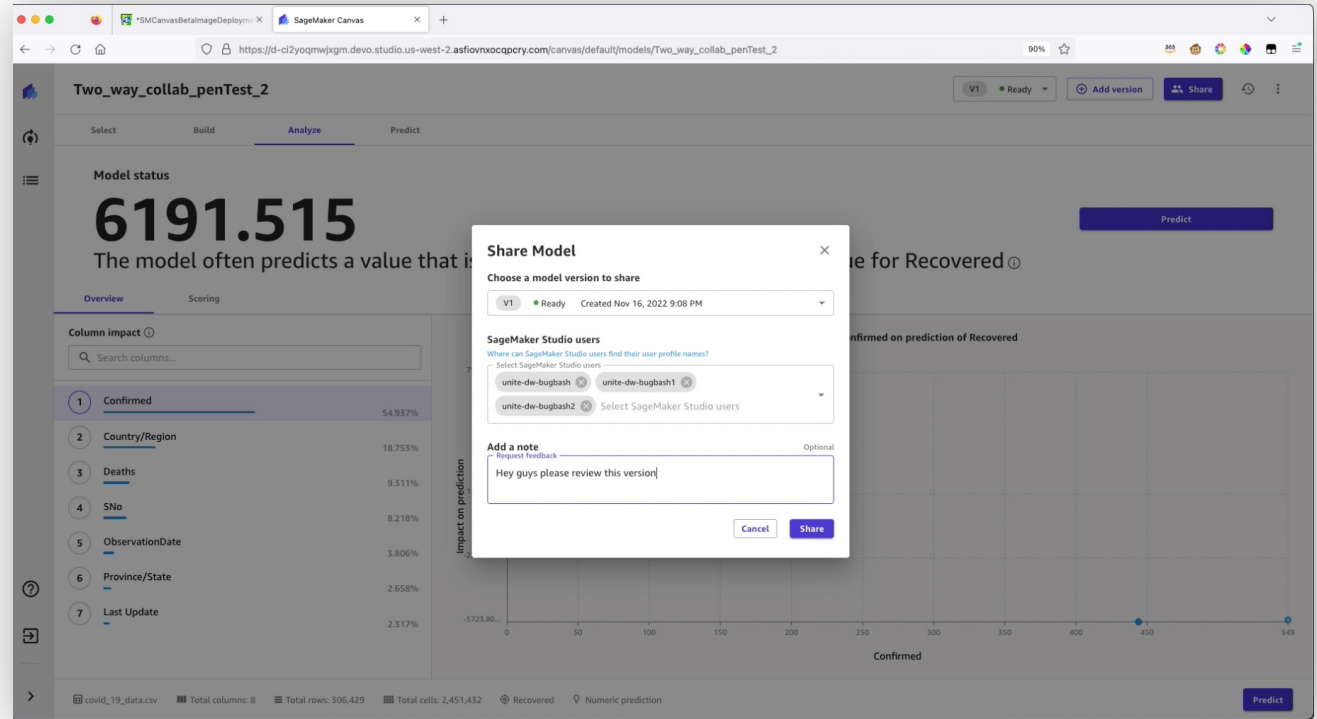 *SMCanvasBetaImageDeployme
SageMaker Canvas
https://d-ci2yoqmwjxgm.devo.studio.us-west-2.asfiovnxocqpcry.com/canvas/default/models/Two_way_collab_penTest_2
90%
Two_way_collab_penTest_2
V1 Ready
Add version
Share
Select Build Analyze Predict
Model status
6191.515
Predict
The model often predicts a value that i
ue for Recovered
Overview Scoring
Column impact
Search columns...
1 Confirmed 54.937%
2 Country/Region 18.753%
3 Deaths 9.311%
4 SNo 8.218%
5 ObservationDate 3.806%
6 Province/State 2.658%
7 Last Update 2.317%
Share Model
Choose a model version to share
V1 Ready Created Nov 16, 2022 9:08 PM
SageMaker Studio users
Where can SageMaker Studio users find their user profile names?
Select SageMaker Studio users
unite-dw-bugbash unite-dw-bugbash1
unite-dw-bugbash2 Select SageMaker Studio users
Add a note Optional
Request feedback
Hey guys please review this version
Cancel Share
nfirmed on prediction of Recovered
Impact on prediction
-5723.80...
0 50 100 150 200 250 300 350 400 450 549
Confirmed
covid_19_data.csv Total columns: 8 Total rows: 306,429 Total cells: 2,451,432 Recovered Numeric prediction
Predict